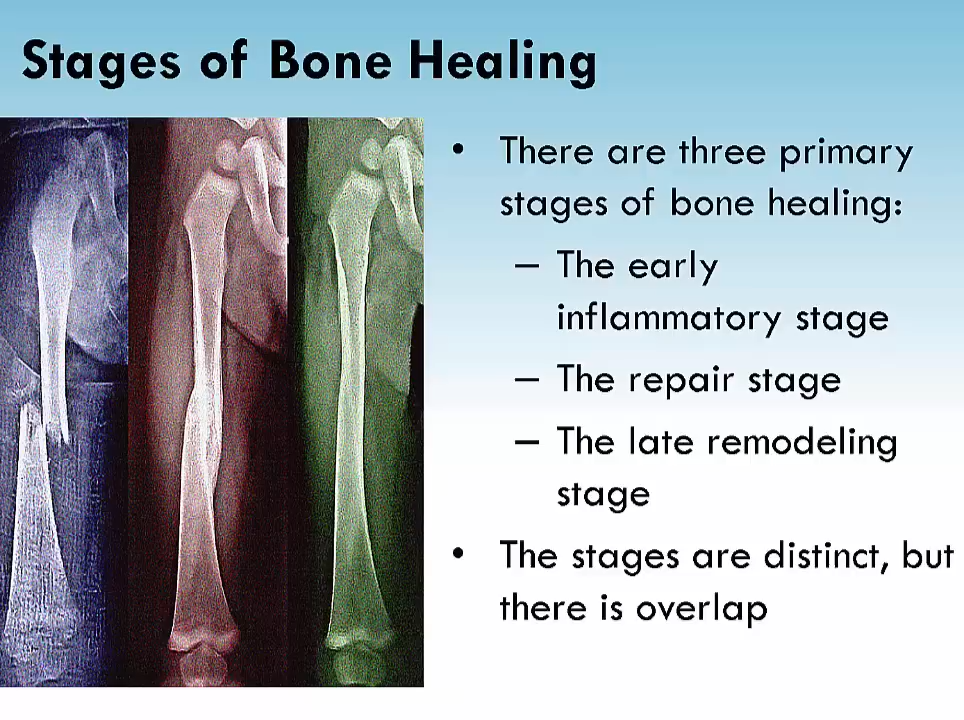 Stages of Bone Healing
• There are three primary
stages of bone healing:
– The early
inflammatory stage
– The repair stage
– The late remodeling
stage
• The stages are distinct, but
there is overlap